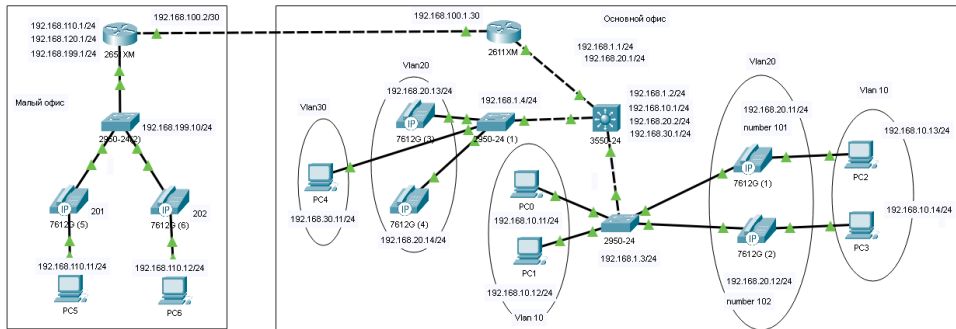 192.168.100.2/30
192.168.110.1/24
192.168.120.1/24
192.168.199.1/24
Малый офис
192.168.199.10/24
2950-24(2)
201
7612G (5)
202
7612G (6)
192.168.110.11/24
192.168.110.12/24
PC5
PC6
Основной офис
192.168.100.1.30
2611XM
192.168.1.1/24
192.168.20.1/24
Vlan20
192.168.20.13/24
IP
7612G (3)
192.168.1.4/24
2950-24 (1)
192.168.1.2/24
192.168.10.1/24
192.168.20.2/24
192.168.30.1/24
3550-24
Vlan30
PC4
192.168.30.11/24
IP
7612G (4)
192.168.20.14/24
PC0
192.168.10.11/24
PC1
192.168.10.12/24
Vlan 10
2950-24
192.168.1.3/24
Vlan20
192.168.20.11/24
number 101
IP
7612G (1)
IP
7612G (2)
192.168.20.12/24
number 102
Vlan 10
192.168.10.13/24
PC2
192.168.10.14/24
PC3
IP
IP